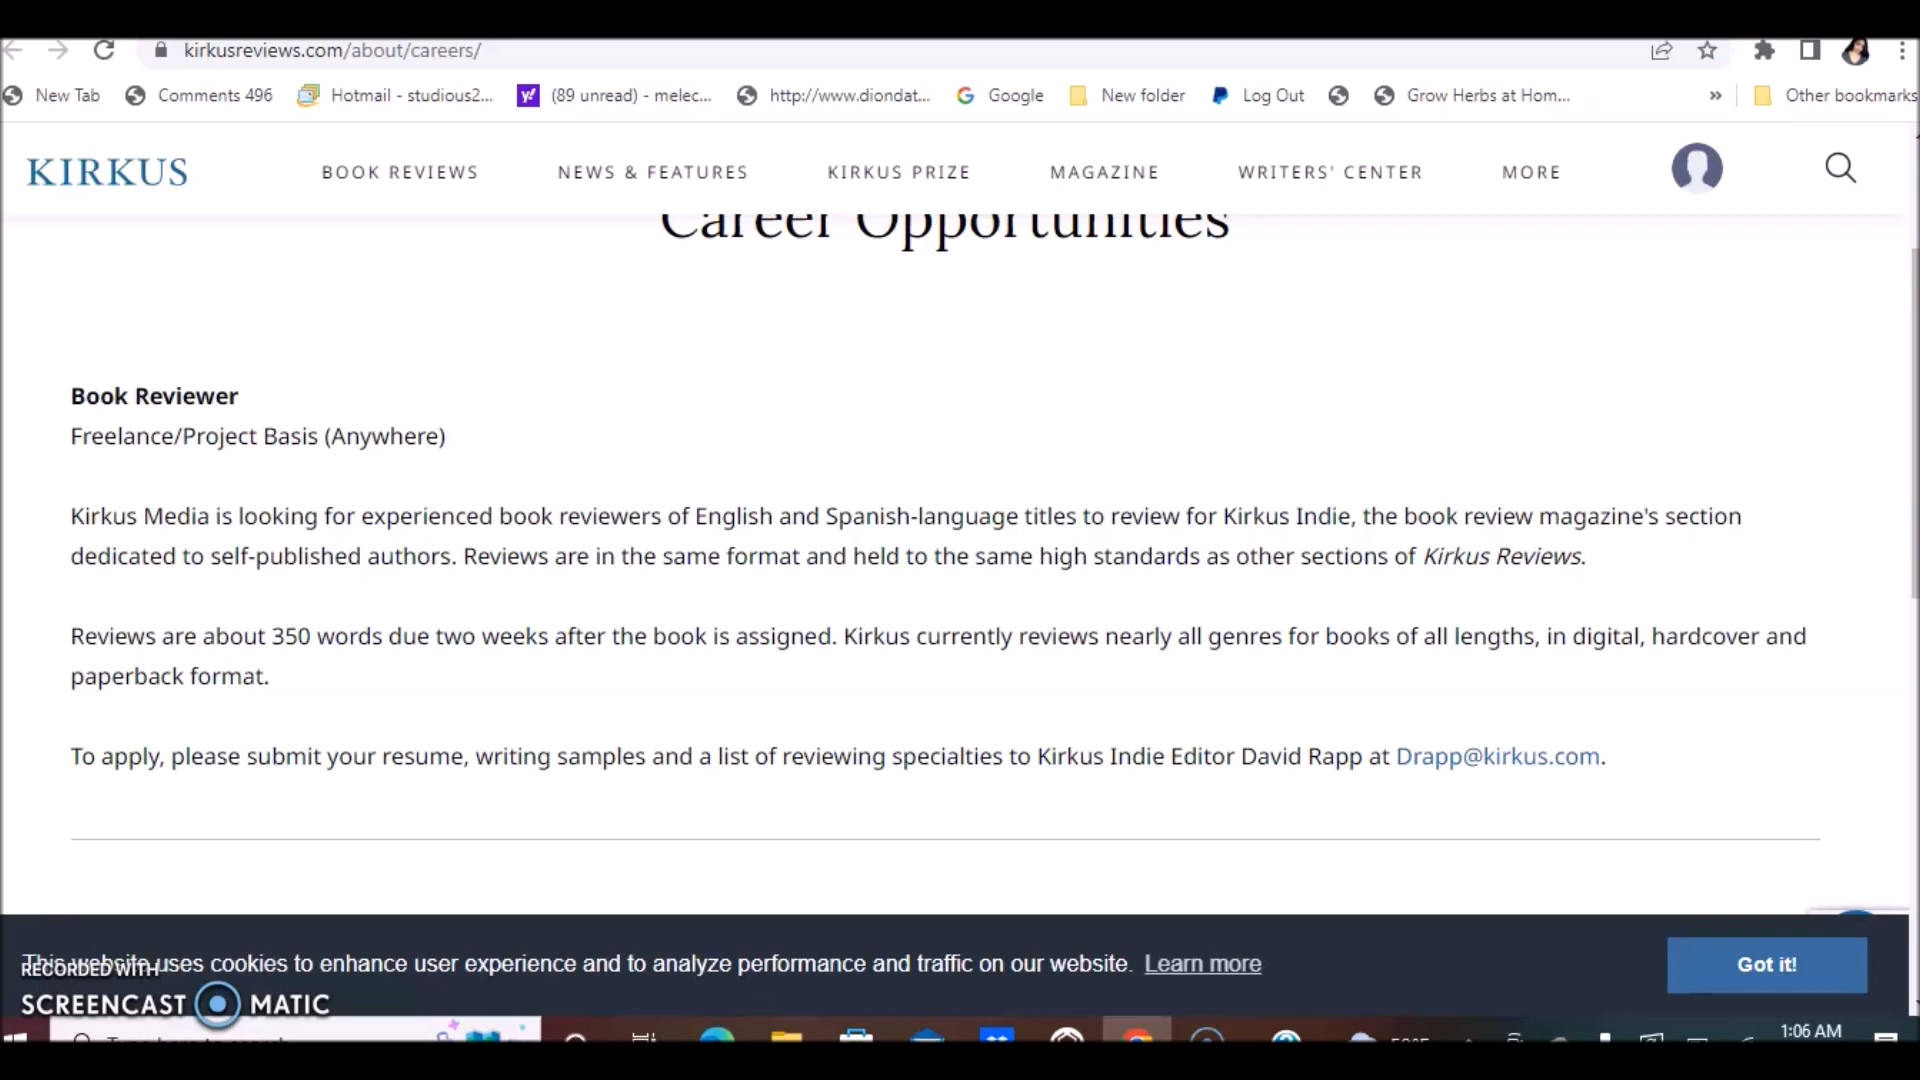 kirkusreviews.com/about/careers/
New Tab Comments 496 Hotmail - studious2... (89 unread) - melec... http://www.diondat... Google New folder Log Out Grow Herbs at Hom... » Other bookmarks
KIRKUS BOOK REVIEWS NEWS & FEATURES KIRKUS PRIZE MAGAZINE WRITERS' CENTER MORE
Career Opportunities
Book Reviewer
Freelance/Project Basis (Anywhere)
Kirkus Media is looking for experienced book reviewers of English and Spanish-language titles to review for Kirkus Indie, the book review magazine's section
dedicated to self-published authors. Reviews are in the same format and held to the same high standards as other sections of Kirkus Reviews.
Reviews are about 350 words due two weeks after the book is assigned. Kirkus currently reviews nearly all genres for books of all lengths, in digital, hardcover and
paperback format.
To apply, please submit your resume, writing samples and a list of reviewing specialties to Kirkus Indie Editor David Rapp at Drapp@kirkus.com.
This website uses cookies to enhance user experience and to analyze performance and traffic on our website. Learn more Got it!
RECORDED WITH
SCREENCAST MATIC
1:06 AM